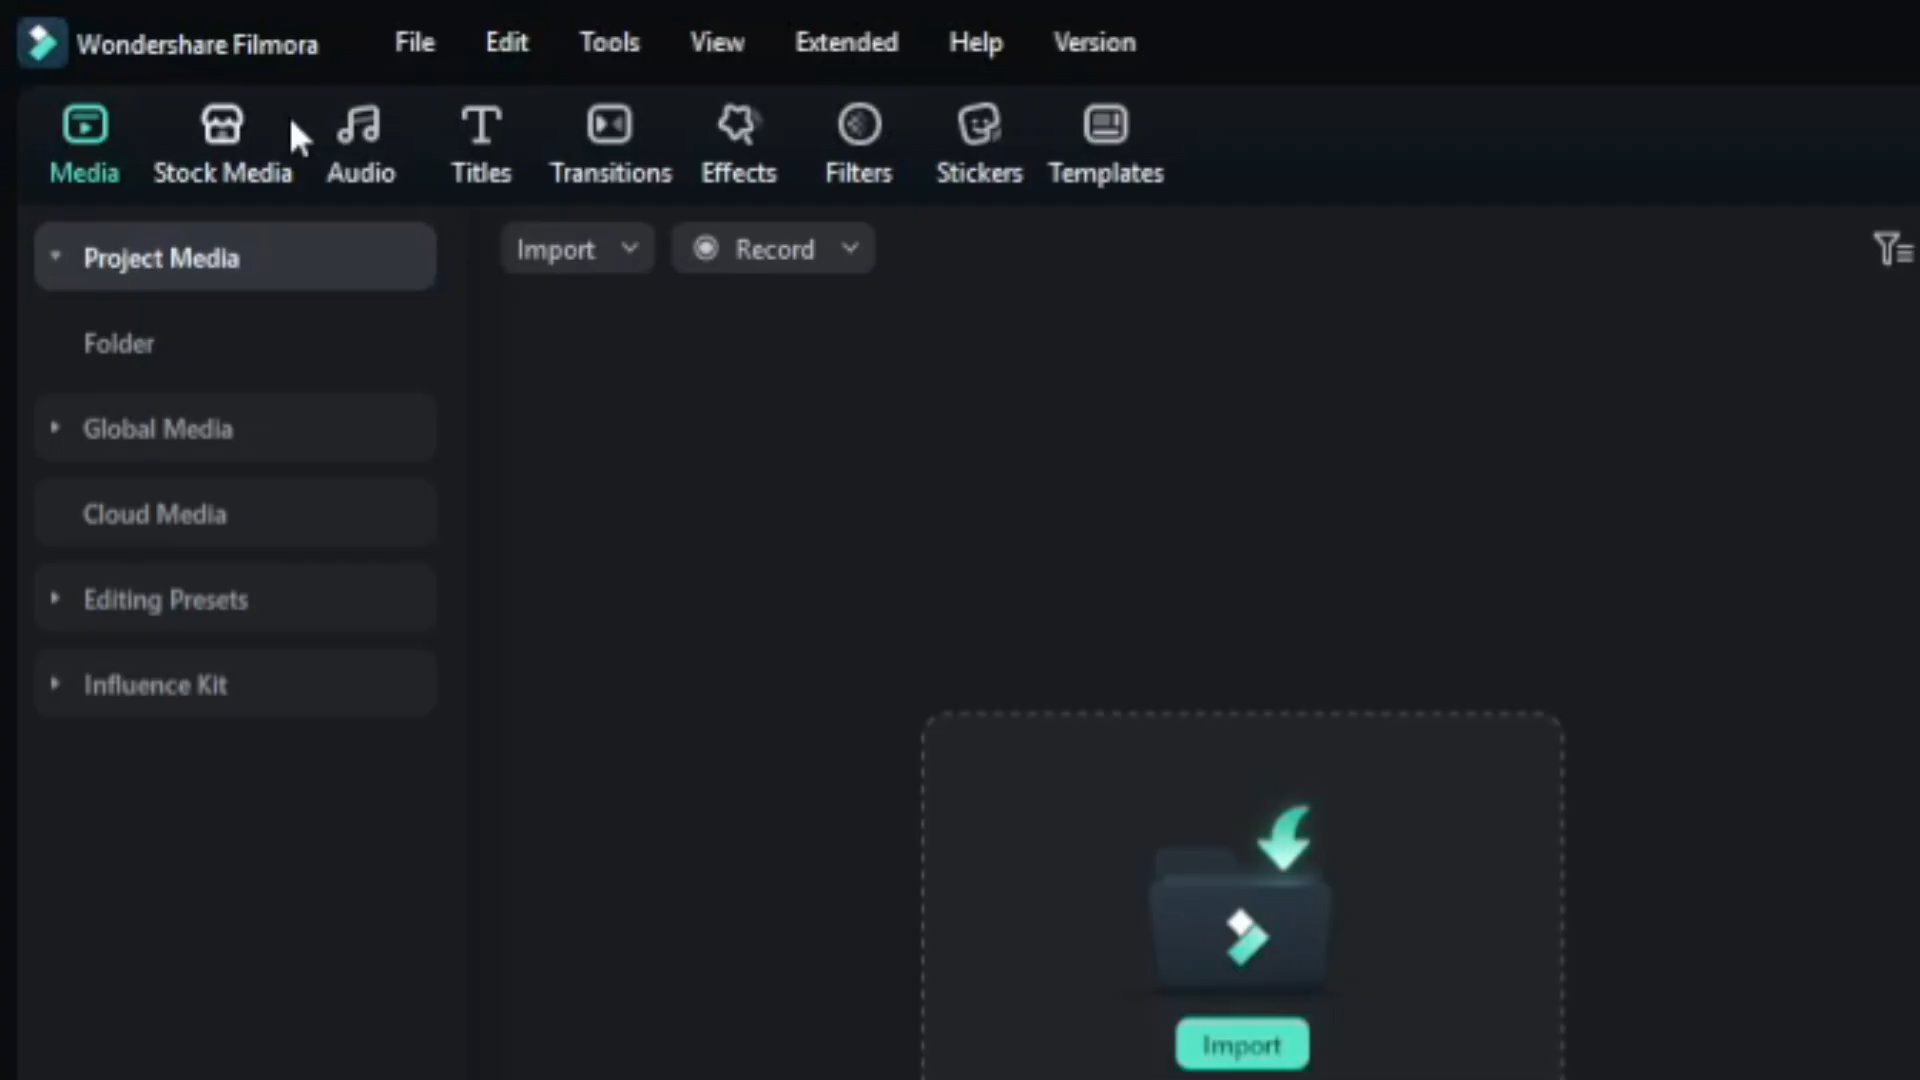 Wondershare Filmora File Edit Tools View Extended Help Version
Media Stock Media Audio Titles Transitions Effects Filters Stickers Templates
Project Media
Import Record
Folder
Global Media
Cloud Media
Editing Presets
Influence Kit
Import